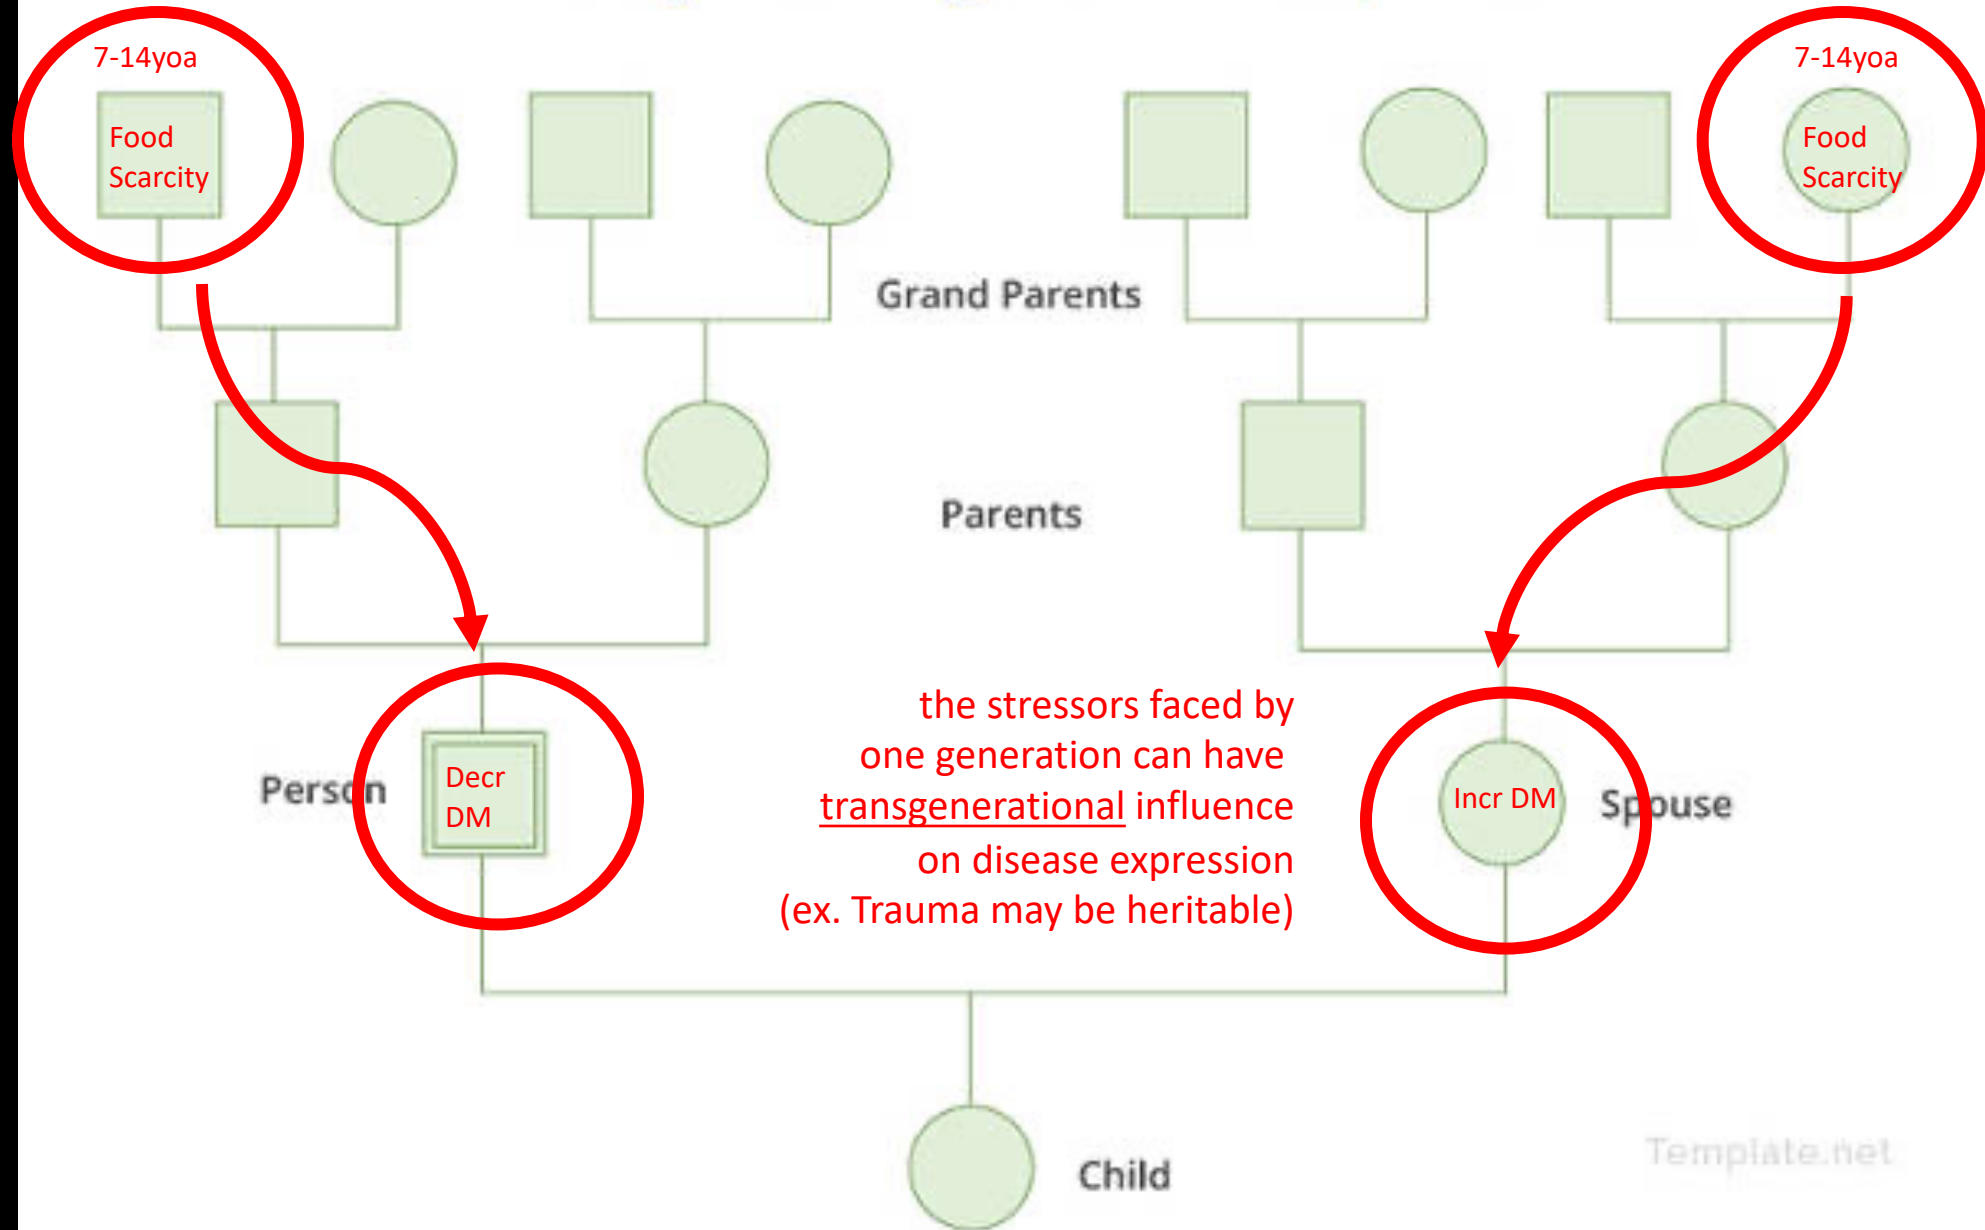 7-14yoa
7-14yoa
Food
Scarcity
Food
Scarcity
Grand Parents
Parents
the stressors faced by
one generation can have
transgenerational influence
on disease expression
(ex. Trauma may be heritable)
Person
Decr
DM
Incr DM
Spouse
Child
Template.net